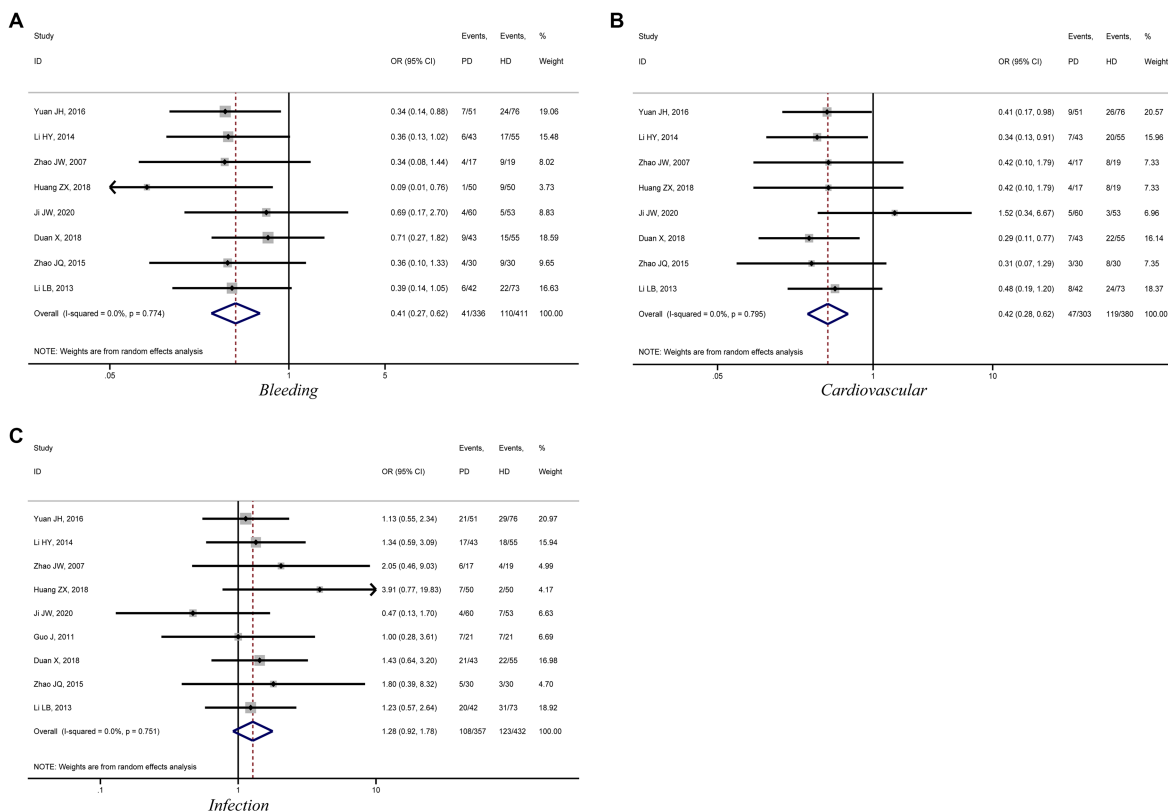 A
Study Events, Events, %
ID OR (95% CI) PD HD Weight
Yuan JH, 2016 0.34 (0.14, 0.88) 7/51 24/76 19.06
Li HY, 2014 0.36 (0.13, 1.02) 6/43 17/55 15.48
Zhao JW, 2007 0.34 (0.08, 1.44) 4/17 9/19 8.02
Huang ZX, 2018 0.09 (0.01, 0.76) 1/50 9/50 3.73
Ji JW, 2020 0.69 (0.17, 2.70) 4/60 5/53 8.83
Duan X, 2018 0.71 (0.27, 1.82) 9/43 15/55 18.59
Zhao JQ, 2015 0.36 (0.10, 1.33) 4/30 9/30 9.65
Li LB, 2013 0.39 (0.14, 1.05) 6/42 22/73 16.63
Overall (I-squared = 0.0%, p = 0.774) 0.41 (0.27, 0.62) 41/336 110/411 100.00
NOTE: Weights are from random effects analysis
.05 1 5
Bleeding
B
Study Events, Events, %
ID OR (95% CI) PD HD Weight
Yuan JH, 2016 0.41 (0.17, 0.98) 9/51 26/76 20.57
Li HY, 2014 0.34 (0.13, 0.91) 7/43 20/55 15.96
Zhao JW, 2007 0.42 (0.10, 1.79) 4/17 8/19 7.33
Huang ZX, 2018 0.42 (0.10, 1.79) 4/17 8/19 7.33
Ji JW, 2020 1.52 (0.34, 6.67) 5/60 3/53 6.96
Duan X, 2018 0.29 (0.11, 0.77) 7/43 22/55 16.14
Zhao JQ, 2015 0.31 (0.07, 1.29) 3/30 8/30 7.35
Li LB, 2013 0.48 (0.19, 1.20) 8/42 24/73 18.37
Overall (I-squared = 0.0%, p = 0.795) 0.42 (0.28, 0.62) 47/303 119/380 100.00
NOTE: Weights are from random effects analysis
.05 1 10
Cardiovascular
C
Study Events, Events, %
ID OR (95% CI) PD HD Weight
Yuan JH, 2016 1.13 (0.55, 2.34) 21/51 29/76 20.97
Li HY, 2014 1.34 (0.59, 3.09) 17/43 18/55 15.94
Zhao JW, 2007 2.05 (0.46, 9.03) 6/17 4/19 4.99
Huang ZX, 2018 3.91 (0.77, 19.83) 7/50 2/50 4.17
Ji JW, 2020 0.47 (0.13, 1.70) 4/60 7/53 6.63
Guo J, 2011 1.00 (0.28, 3.61) 7/21 7/21 6.69
Duan X, 2018 1.43 (0.64, 3.20) 21/43 22/55 16.98
Zhao JQ, 2015 1.80 (0.39, 8.32) 5/30 3/30 4.70
Li LB, 2013 1.23 (0.57, 2.64) 20/42 31/73 18.92
Overall (I-squared = 0.0%, p = 0.751) 1.28 (0.92, 1.78) 108/357 123/432 100.00
NOTE: Weights are from random effects analysis
.1 1 10
Infection